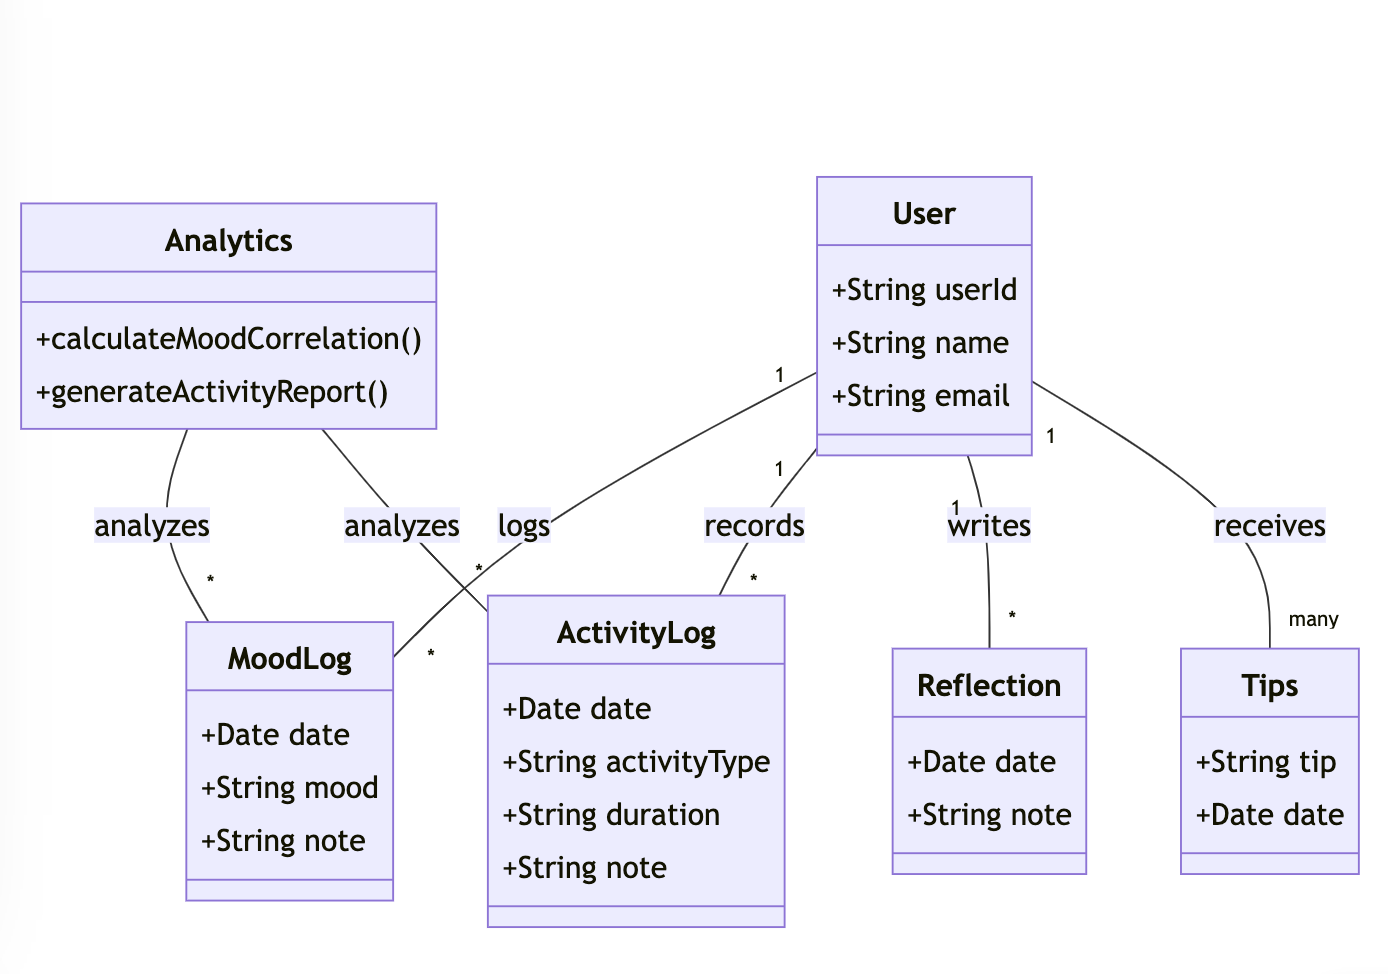 Analytics
+calculateMoodCorrelation()
+generateActivityReport()
User
+String userId
+String name
+String email
1
1
1
1
analyzes
analyzes
logs
records
writes
receives
*
*
*
*
*
many
MoodLog
+Date date
+String mood
+String note
ActivityLog
+Date date
+String activityType
+String duration
+String note
Reflection
+Date date
+String note
Tips
+String tip
+Date date